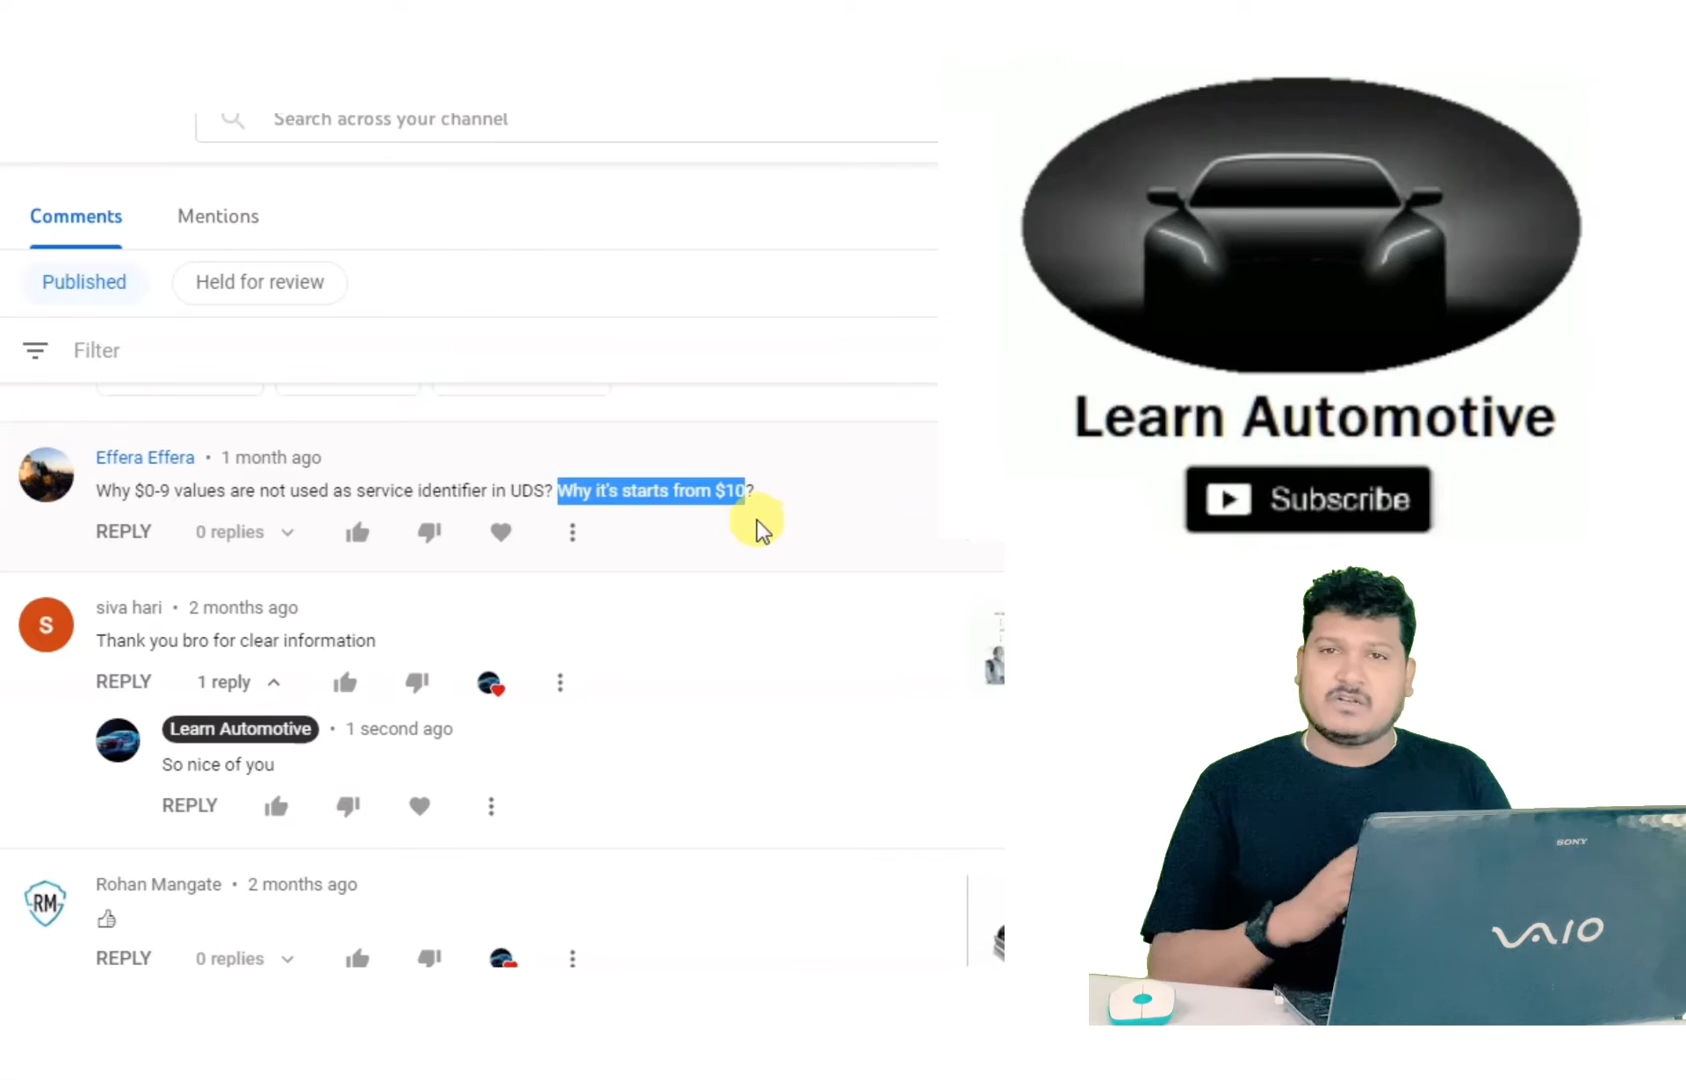 Search across your channel
Comments
Mentions
Published
Held for review
Filter
Effera Effera • 1 month ago
Why $0-9 values are not used as service identifier in UDS? Why it's starts from $10?
REPLY
0 replies
S
siva hari • 2 months ago
Thank you bro for clear information
REPLY
1 reply
Learn Automotive • 1 second ago
So nice of you
REPLY
RM
Rohan Mangate • 2 months ago
REPLY
0 replies
Learn Automotive
Subscribe
SONY
VAIO